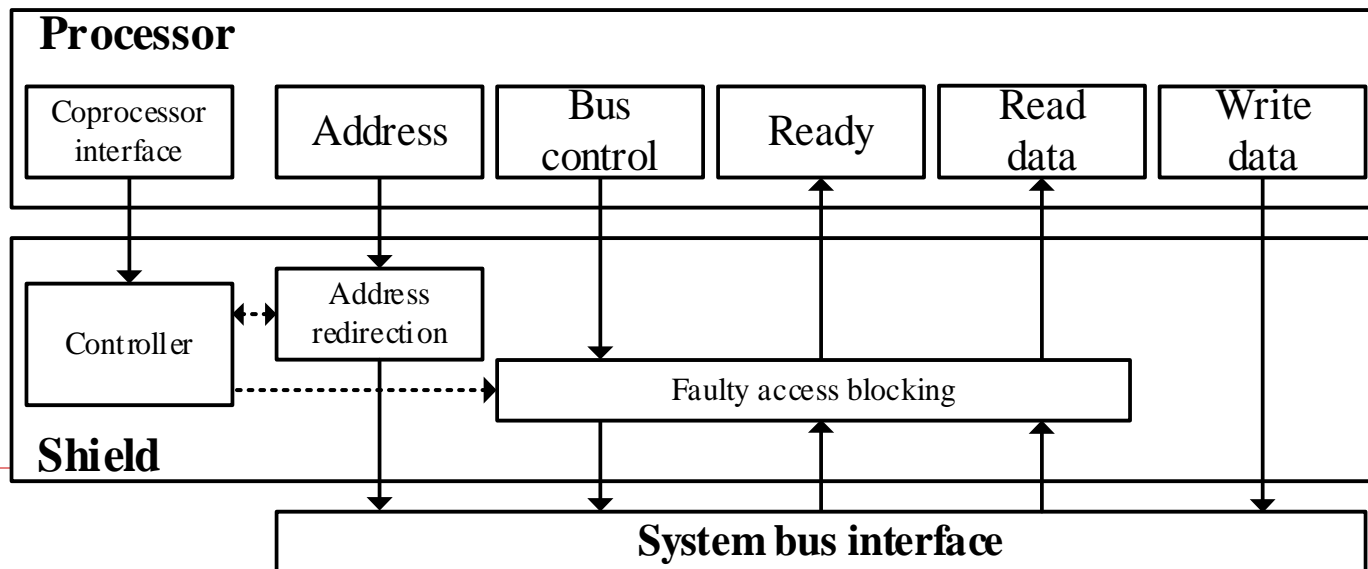 Processor
Coprocessor
interface
Address
Bus
control
Ready
Read
data
Write
data
Controller
Address
redirection
Faulty access blocking
Shield
System bus interface